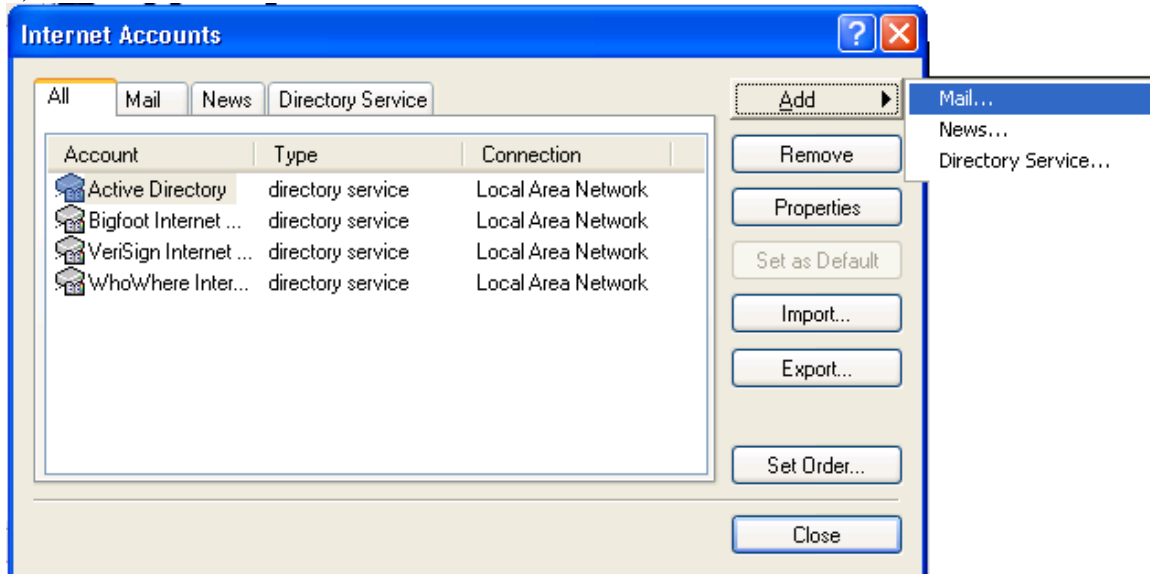 Internet Accounts
All Mail News Directory Service
Add
Mail...
News...
Directory Service...
Account Type Connection
Active Directory directory service Local Area Network
Bigfoot Internet ... directory service Local Area Network
VeriSign Internet ... directory service Local Area Network
WhoWhere Inter... directory service Local Area Network
Remove
Properties
Set as Default
Import...
Export...
Set Order...
Close